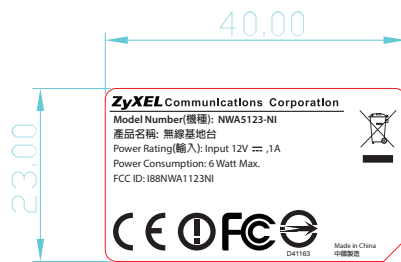 40.00
23.00
ZyXEL Communications Corporation
Model Number(機種): NWA5123-NI
產品名稱: 無線基地台
Power Rating(輸入): Input 12V ⎓ ,1A
Power Consumption: 6 Watt Max.
FCC ID: I88NWA1123NI
CE FC
D41163
Made in China
中國製造